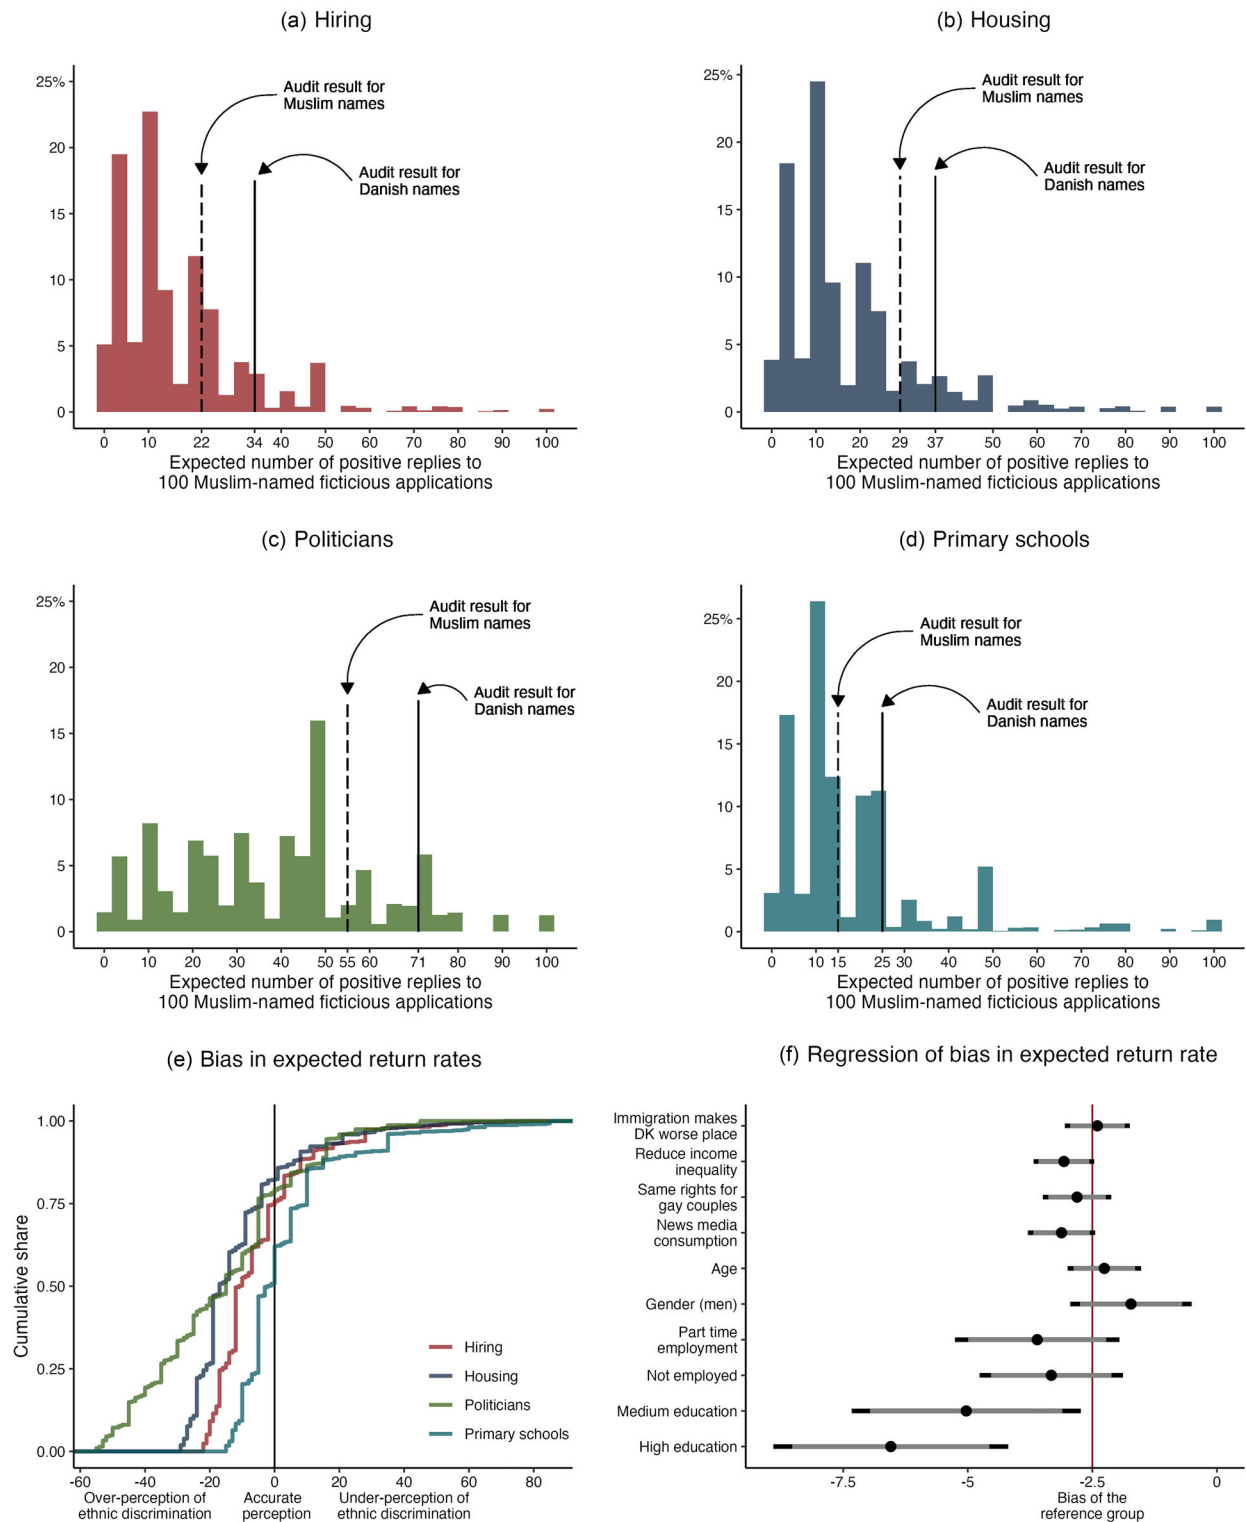 (a) Hiring
25%
20
15
10
5
0
Audit result for
Muslim names
Audit result for
Danish names
0 10 22 34 40 50 60 70 80 90 100
Expected number of positive replies to
100 Muslim-named ficticious applications
(b) Housing
25%
20
15
10
5
0
Audit result for
Muslim names
Audit result for
Danish names
0 10 20 29 37 50 60 70 80 90 100
Expected number of positive replies to
100 Muslim-named ficticious applications
(c) Politicians
25%
20
15
10
5
0
Audit result for
Muslim names
Audit result for
Danish names
0 10 20 30 40 50 55 60 71 80 90 100
Expected number of positive replies to
100 Muslim-named ficticious applications
(d) Primary schools
25%
20
15
10
5
0
Audit result for
Muslim names
Audit result for
Danish names
0 10 15 25 30 40 50 60 70 80 90 100
Expected number of positive replies to
100 Muslim-named ficticious applications
(e) Bias in expected return rates
Cumulative share
1.00
0.75
0.50
0.25
0.00
Hiring
Housing
Politicians
Primary schools
-60 -40 -20 0 20 40 60 80
Over-perception of
ethnic discrimination
Accurate
perception
Under-perception of
ethnic discrimination
(f) Regression of bias in expected return rate
Immigration makes
DK worse place
Reduce income
inequality
Same rights for
gay couples
News media
consumption
Age
Gender (men)
Part time
employment
Not employed
Medium education
High education
-7.5 -5 -2.5 0
Bias of the
reference group